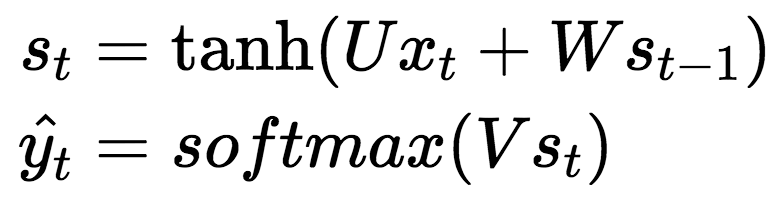 s_t = tanh(Ux_t + Ws_{t−1})
ŷ_t = softmax(Vs_t)